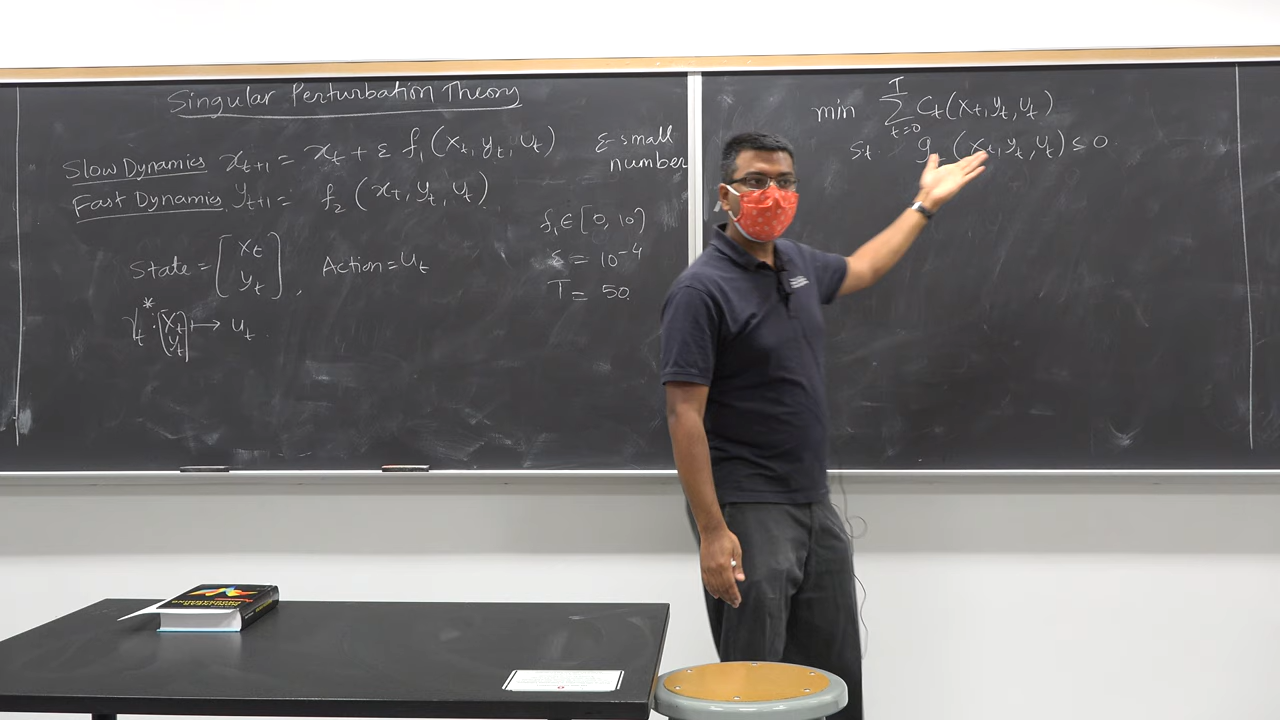 Singular Perturbation Theory
Slow Dynamics x_{t+1} = x_t + ε f_1(x_t, y_t, u_t)
ε-small number
Fast Dynamics y_{t+1} = f_2(x_t, y_t, u_t)
State = [x_t y_t], Action = u_t
γ_t^*: [x_t y_t] ↦ u_t
f_1 ∈ [0, 10]
ε = 10^{-4}
T = 50
min Σ_{t=0}^{T} C_t(x_t, y_t, u_t)
s.t. g_t(x_t, y_t, u_t) ≤ 0